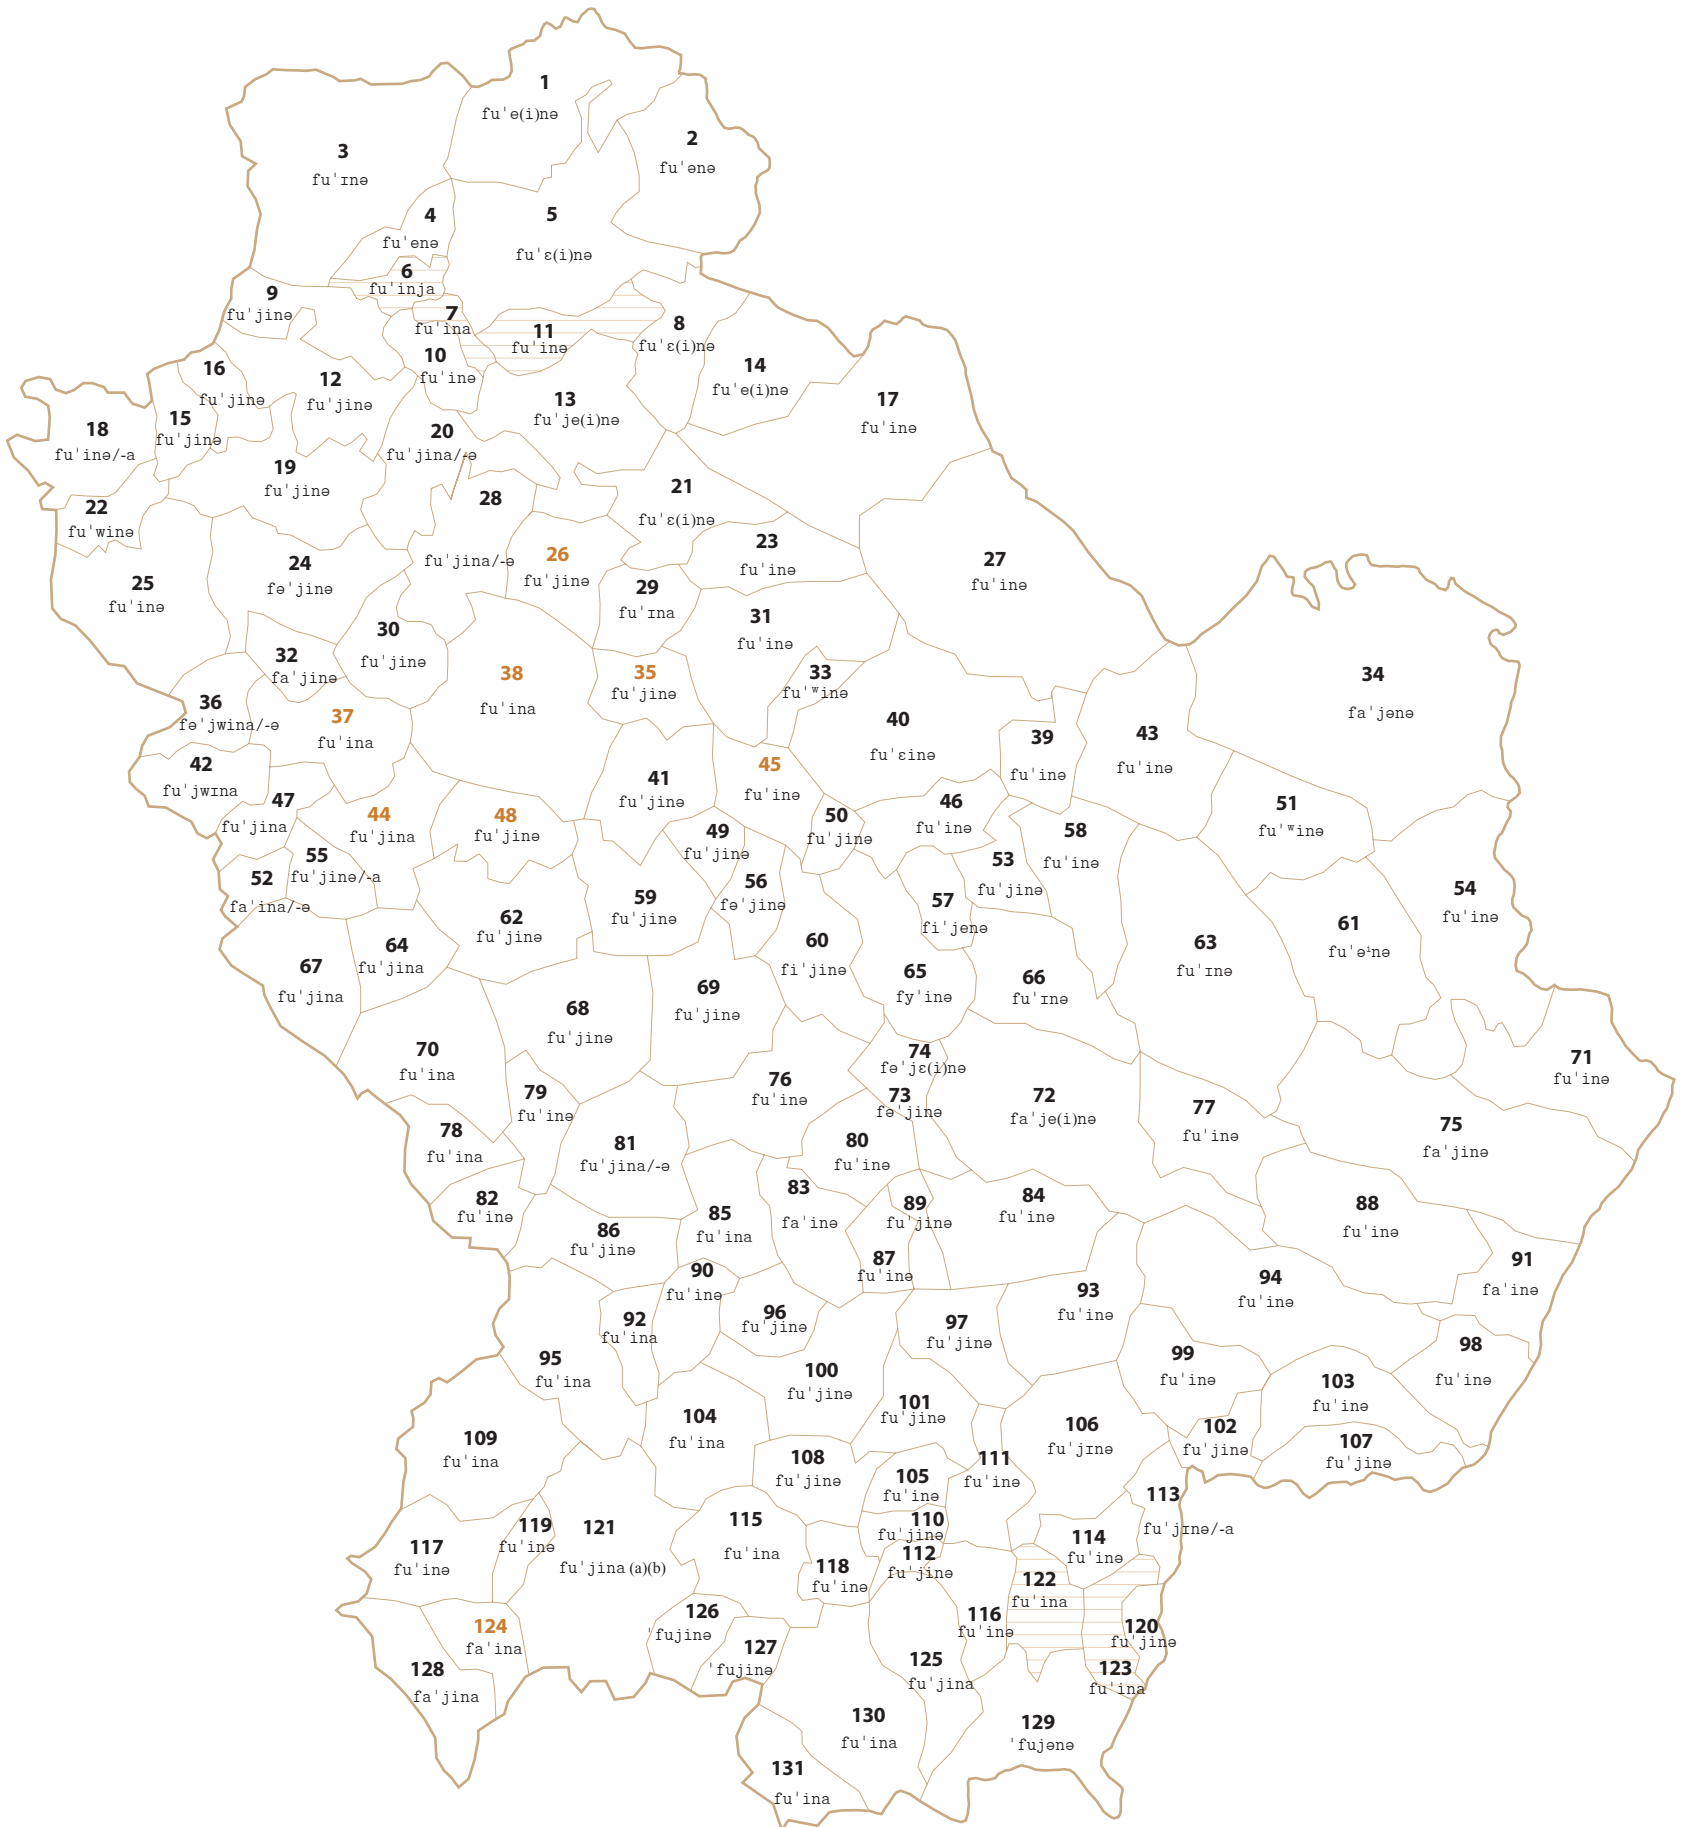 1
fuˈe(i)nə
2
fuˈənə
3
fuˈɪnə
4
fuˈenə
5
fuˈɛ(i)nə
6
fuˈinja
7
fuˈina
8
fuˈɛ(i)nə
9
fuˈjinə
10
fuˈinə
11
fuˈinə
12
fuˈjinə
13
fuˈje(i)nə
14
fuˈe(i)nə
15
fuˈjinə
16
fuˈjinə
17
fuˈinə
18
fuˈinə/-a
19
fuˈjinə
20
fuˈjina/-ə
21
fuˈɛ(i)nə
22
fuˈwinə
23
fuˈinə
24
fəˈjinə
25
fuˈinə
26
fuˈjinə
27
fuˈinə
28
fuˈjina/-ə
29
fuˈɪna
30
fuˈjinə
31
fuˈinə
32
faˈjinə
33
fuˈʷinə
34
faˈjənə
35
fuˈjinə
36
fəˈjwina/-ə
37
fuˈina
38
fuˈina
39
fuˈinə
40
fuˈɛinə
41
fuˈjinə
42
fuˈjwɪna
43
fuˈinə
44
fuˈjina
45
fuˈinə
46
fuˈinə
47
fuˈjina
48
fuˈjinə
49
fuˈjinə
50
fuˈjinə
51
fuˈʷinə
52
faˈina/-ə
53
fuˈjinə
54
fuˈinə
55
fuˈjinə/-a
56
fəˈjinə
57
fiˈjenə
58
fuˈinə
59
fuˈjinə
60
fiˈjinə
61
fuˈəⁱnə
62
fuˈjinə
63
fuˈɪnə
64
fuˈjina
65
fyˈinə
66
fuˈɪnə
67
fuˈjina
68
fuˈjinə
69
fuˈjinə
70
fuˈina
71
fuˈinə
72
faˈje(i)nə
73
fəˈjinə
74
fəˈjɛ(i)nə
75
faˈjinə
76
fuˈinə
77
fuˈinə
78
fuˈina
79
fuˈinə
80
fuˈinə
81
fuˈjina/-ə
82
fuˈinə
83
faˈinə
84
fuˈinə
85
fuˈina
86
fuˈjinə
87
fuˈinə
88
fuˈinə
89
fuˈjinə
90
fuˈinə
91
faˈinə
92
fuˈina
93
fuˈinə
94
fuˈinə
95
fuˈina
96
fuˈjinə
97
fuˈjinə
98
fuˈinə
99
fuˈinə
100
fuˈjinə
101
fuˈjinə
102
fuˈjinə
103
fuˈinə
104
fuˈina
105
fuˈinə
106
fuˈjɪnə
107
fuˈjinə
108
fuˈjinə
109
fuˈina
110
fuˈjinə
111
fuˈinə
112
fuˈjinə
113
fuˈjɪnə/-a
114
fuˈinə
115
fuˈina
116
fuˈinə
117
fuˈinə
118
fuˈinə
119
fuˈinə
120
fuˈjinə
121
fuˈjina (a)(b)
122
fuˈina
123
fuˈina
124
faˈina
125
fuˈjina
126
ˈfujinə
127
ˈfujinə
128
faˈjina
129
ˈfujənə
130
fuˈina
131
fuˈina